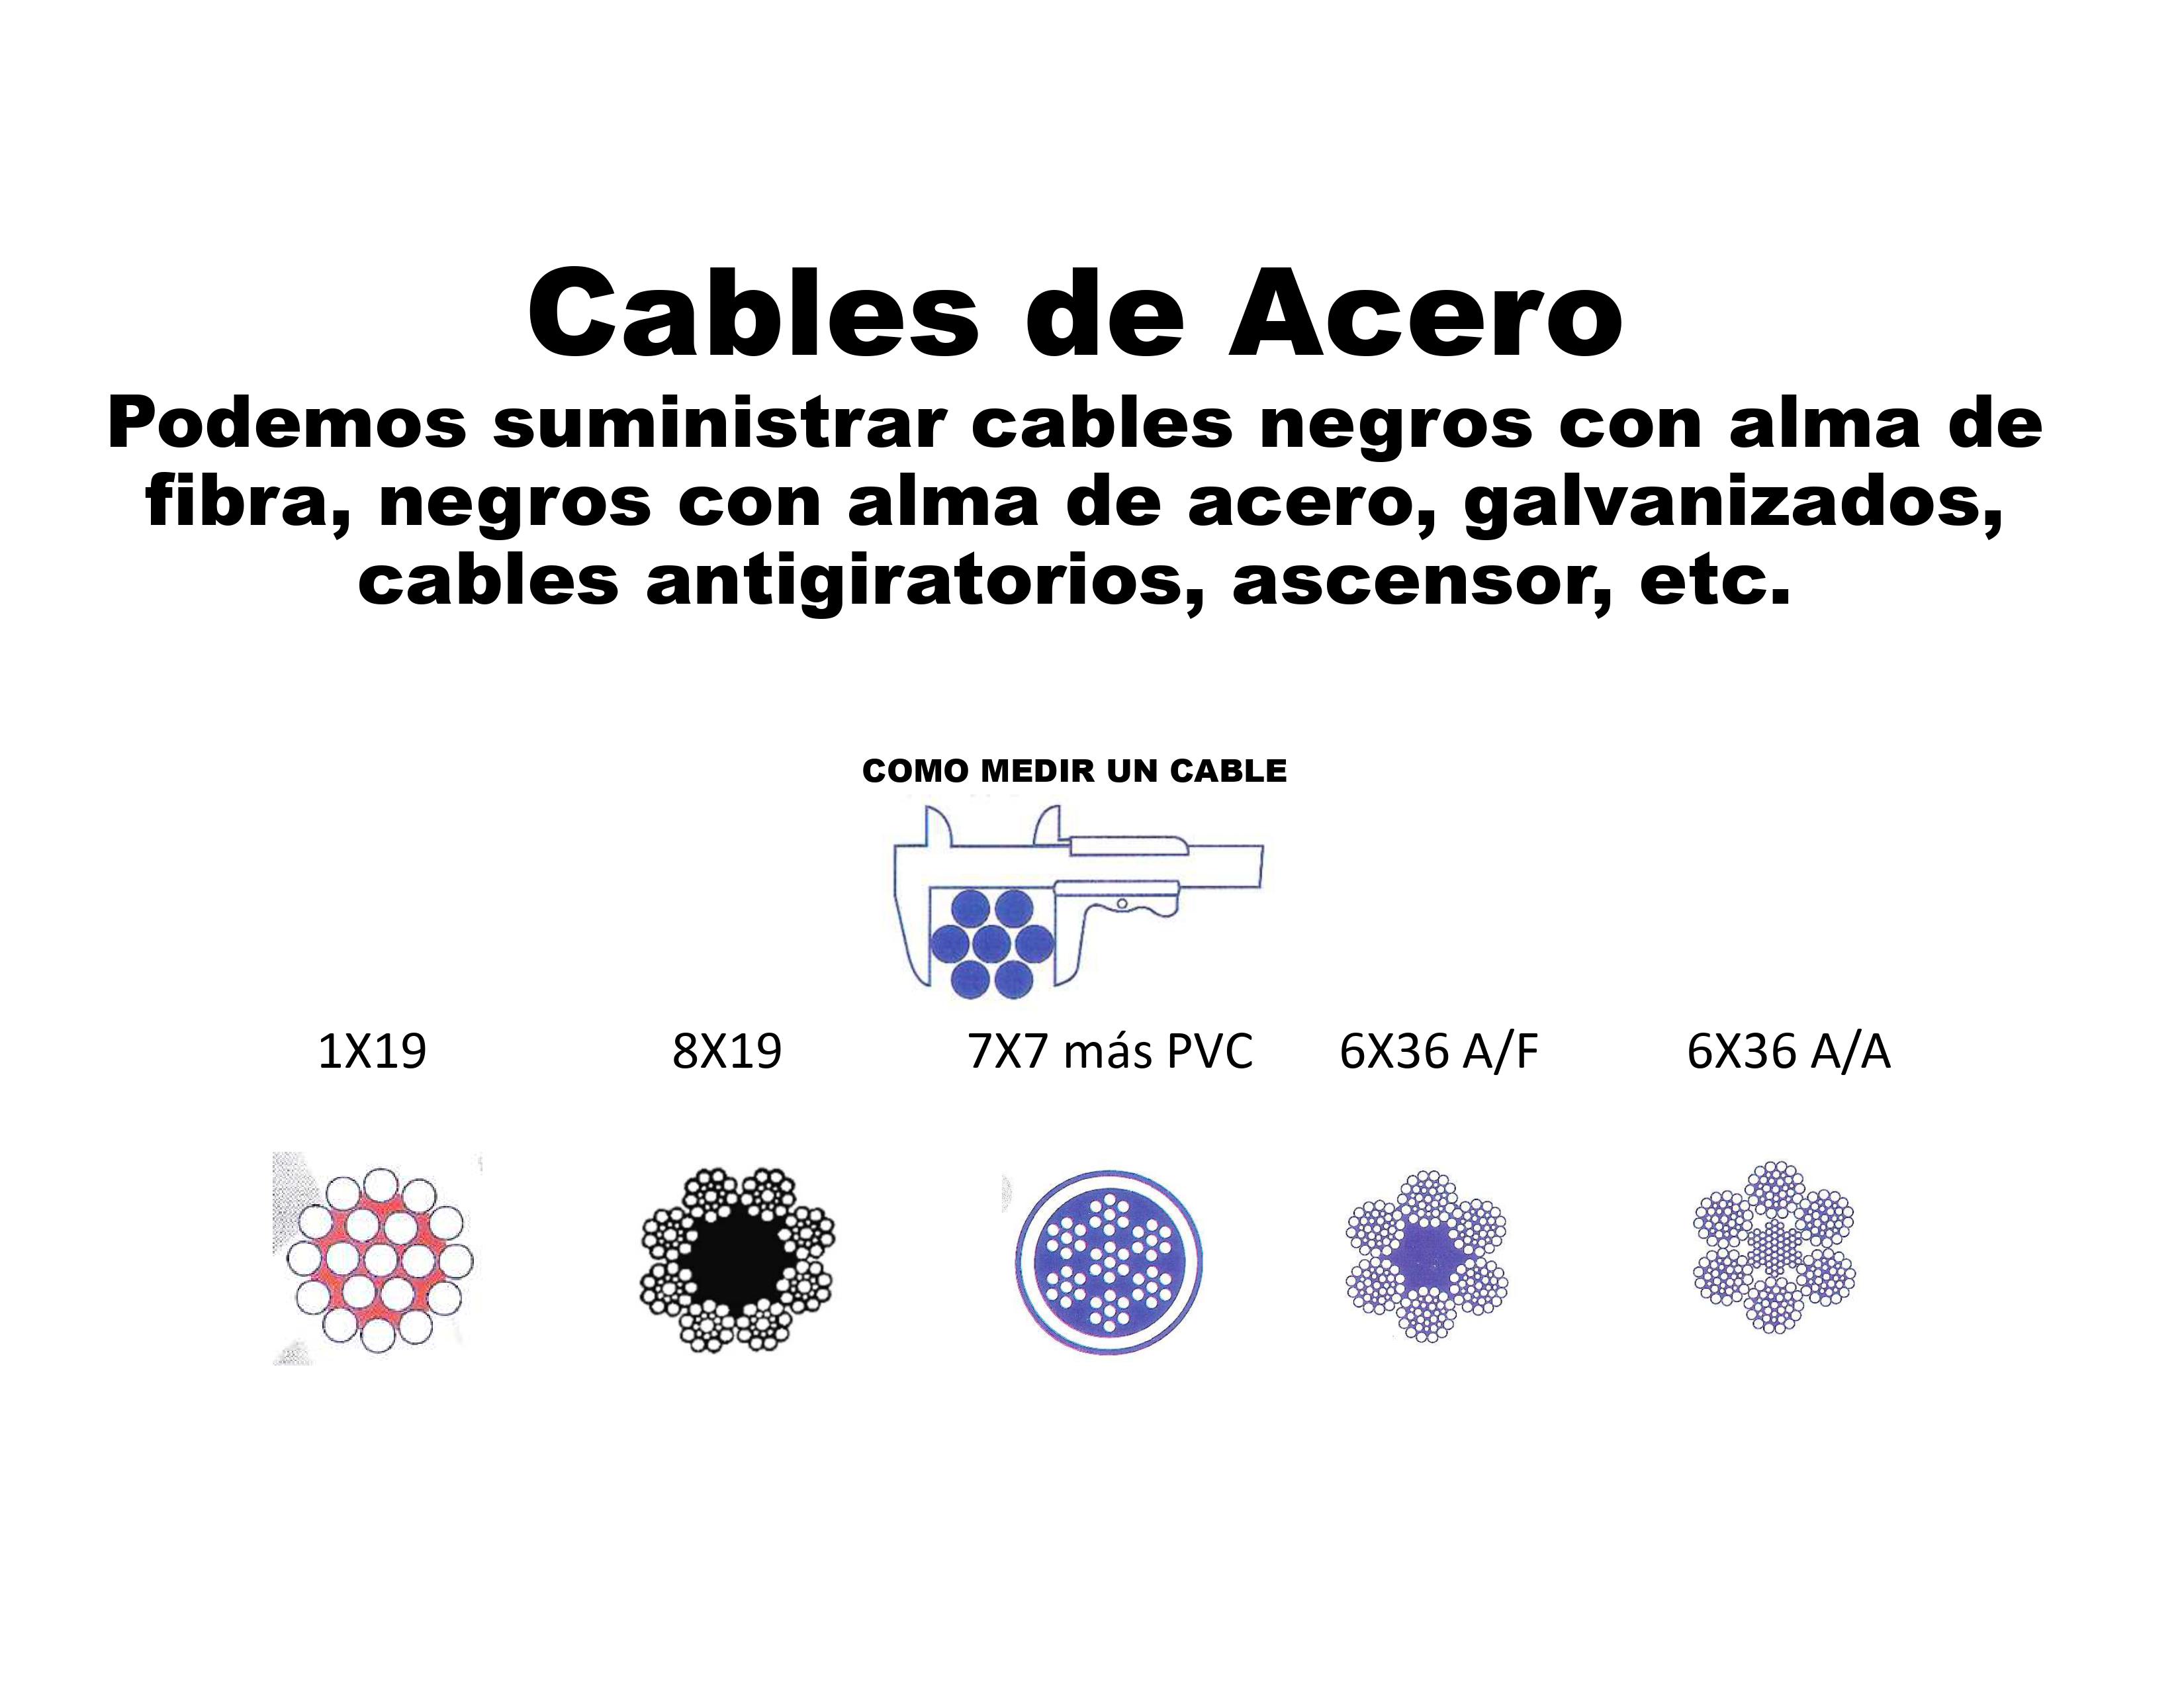 Cables de Acero
Podemos suministrar cables negros con alma de
fibra, negros con alma de acero, galvanizados,
cables antigiratorios, ascensor, etc.
COMO MEDIR UN CABLE
1X19 8X19 7X7 más PVC 6X36 A/F 6X36 A/A